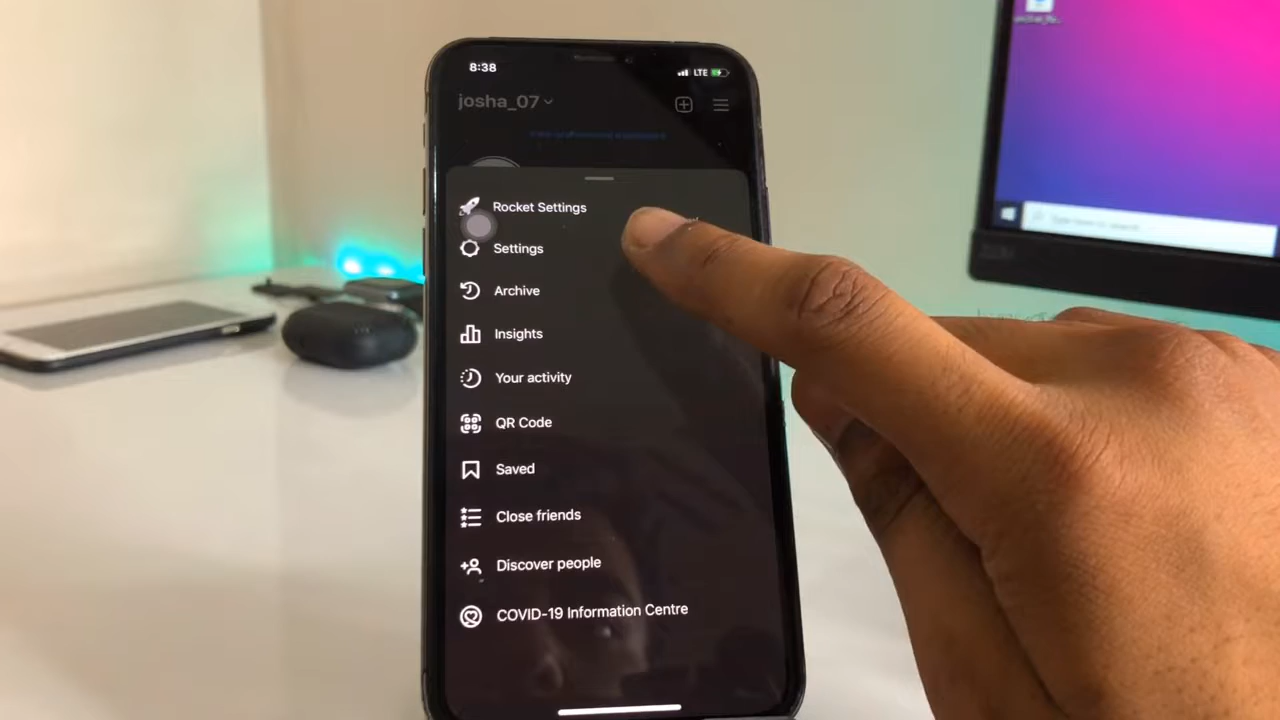 8:38
LTE
josha_07
Rocket Settings
Settings
Archive
Insights
Your activity
QR Code
Saved
Close friends
Discover people
COVID-19 Information Centre